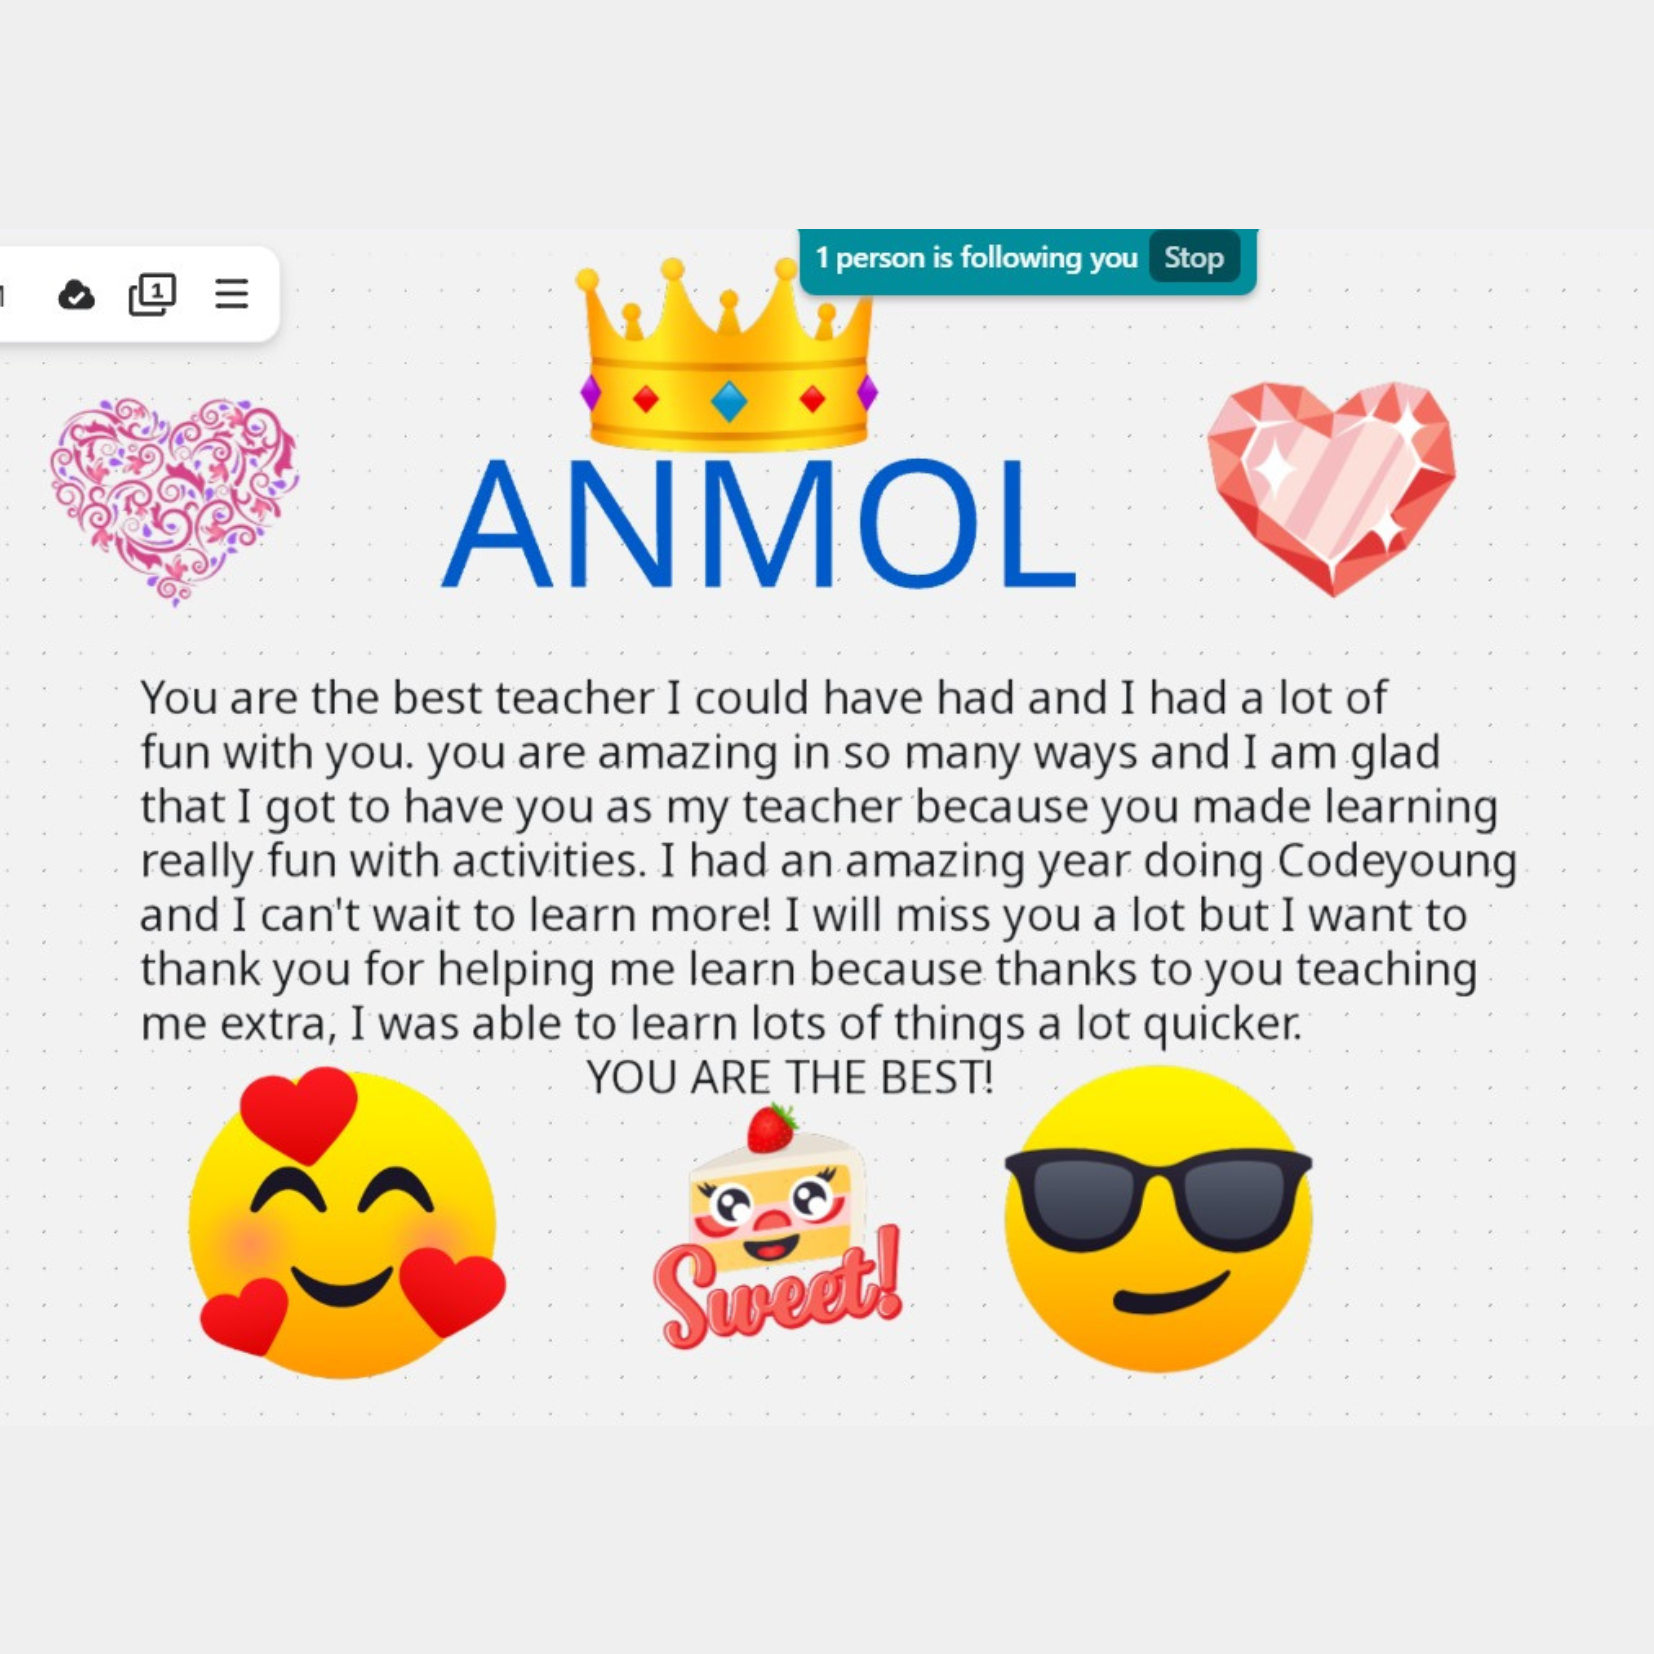 1 person is following you Stop
1
ANMOL
You are the best teacher I could have had and I had a lot of
fun with you. you are amazing in so many ways and I am glad
that I got to have you as my teacher because you made learning
really fun with activities. I had an amazing year doing Codeyoung
and I can't wait to learn more! I will miss you a lot but I want to
thank you for helping me learn because thanks to you teaching
me extra, I was able to learn lots of things a lot quicker.
YOU ARE THE BEST!
Sweet!